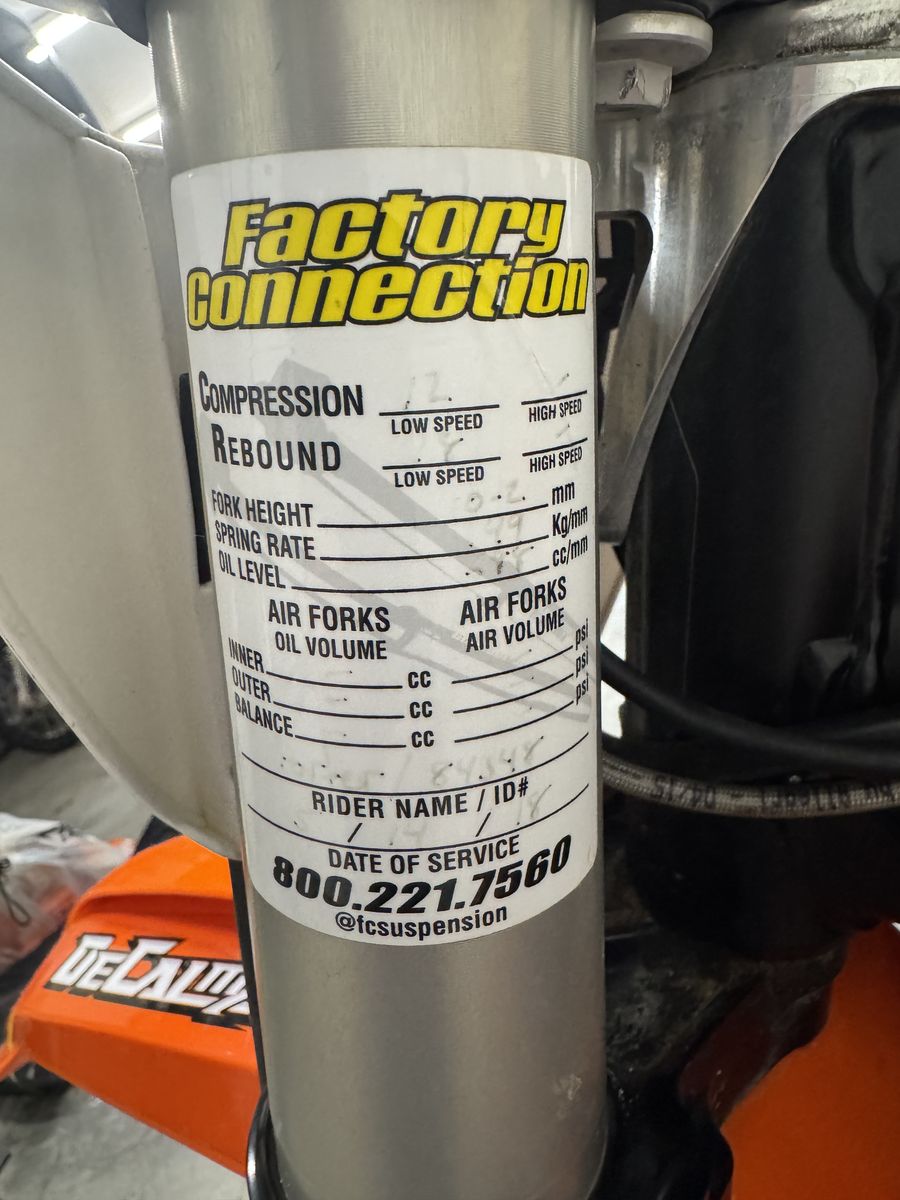 Factory
Connection
COMPRESSION 12
LOW SPEED HIGH SPEED
REBOUND
LOW SPEED HIGH SPEED
FORK HEIGHT mm
SPRING RATE Kg/mm
OIL LEVEL cc/mm
AIR FORKS AIR FORKS
OIL VOLUME AIR VOLUME
INNER cc psi
OUTER cc psi
BALANCE cc psi
RIDER NAME / ID#
/ /
DATE OF SERVICE
800.221.7560
@fcsuspension
DeCALMX